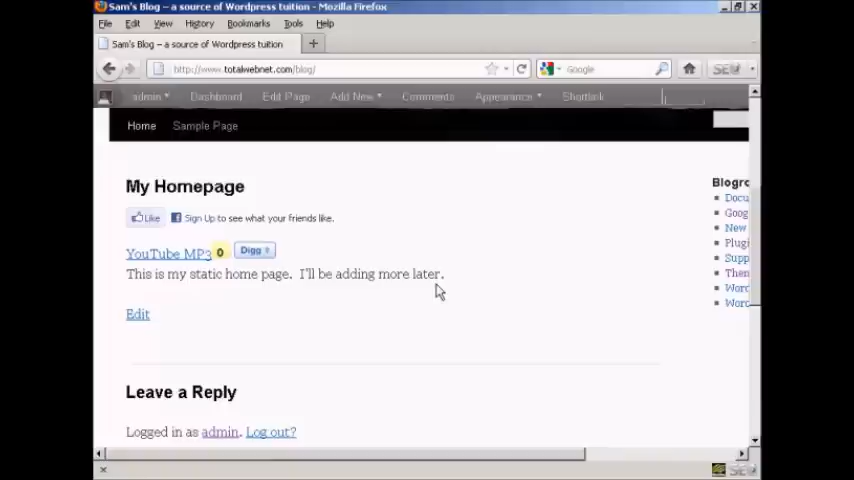 Sam's Blog – a source of Wordpress tuition - Mozilla Firefox
File Edit View History Bookmarks Tools Help
Sam's Blog – a source of Wordpress tuition
http://www.totalwebnet.com/blog/
Google
admin Dashboard Edit Page Add New Comments Appearance Shortlink
Home Sample Page
My Homepage
Blogro
Like Sign Up to see what your friends like.
Docu
Goog
New
Plugi
Supp
Then
Word
Word
YouTube MP3 0 Digg
This is my static home page. I'll be adding more later.
Edit
Leave a Reply
Logged in as admin. Log out?